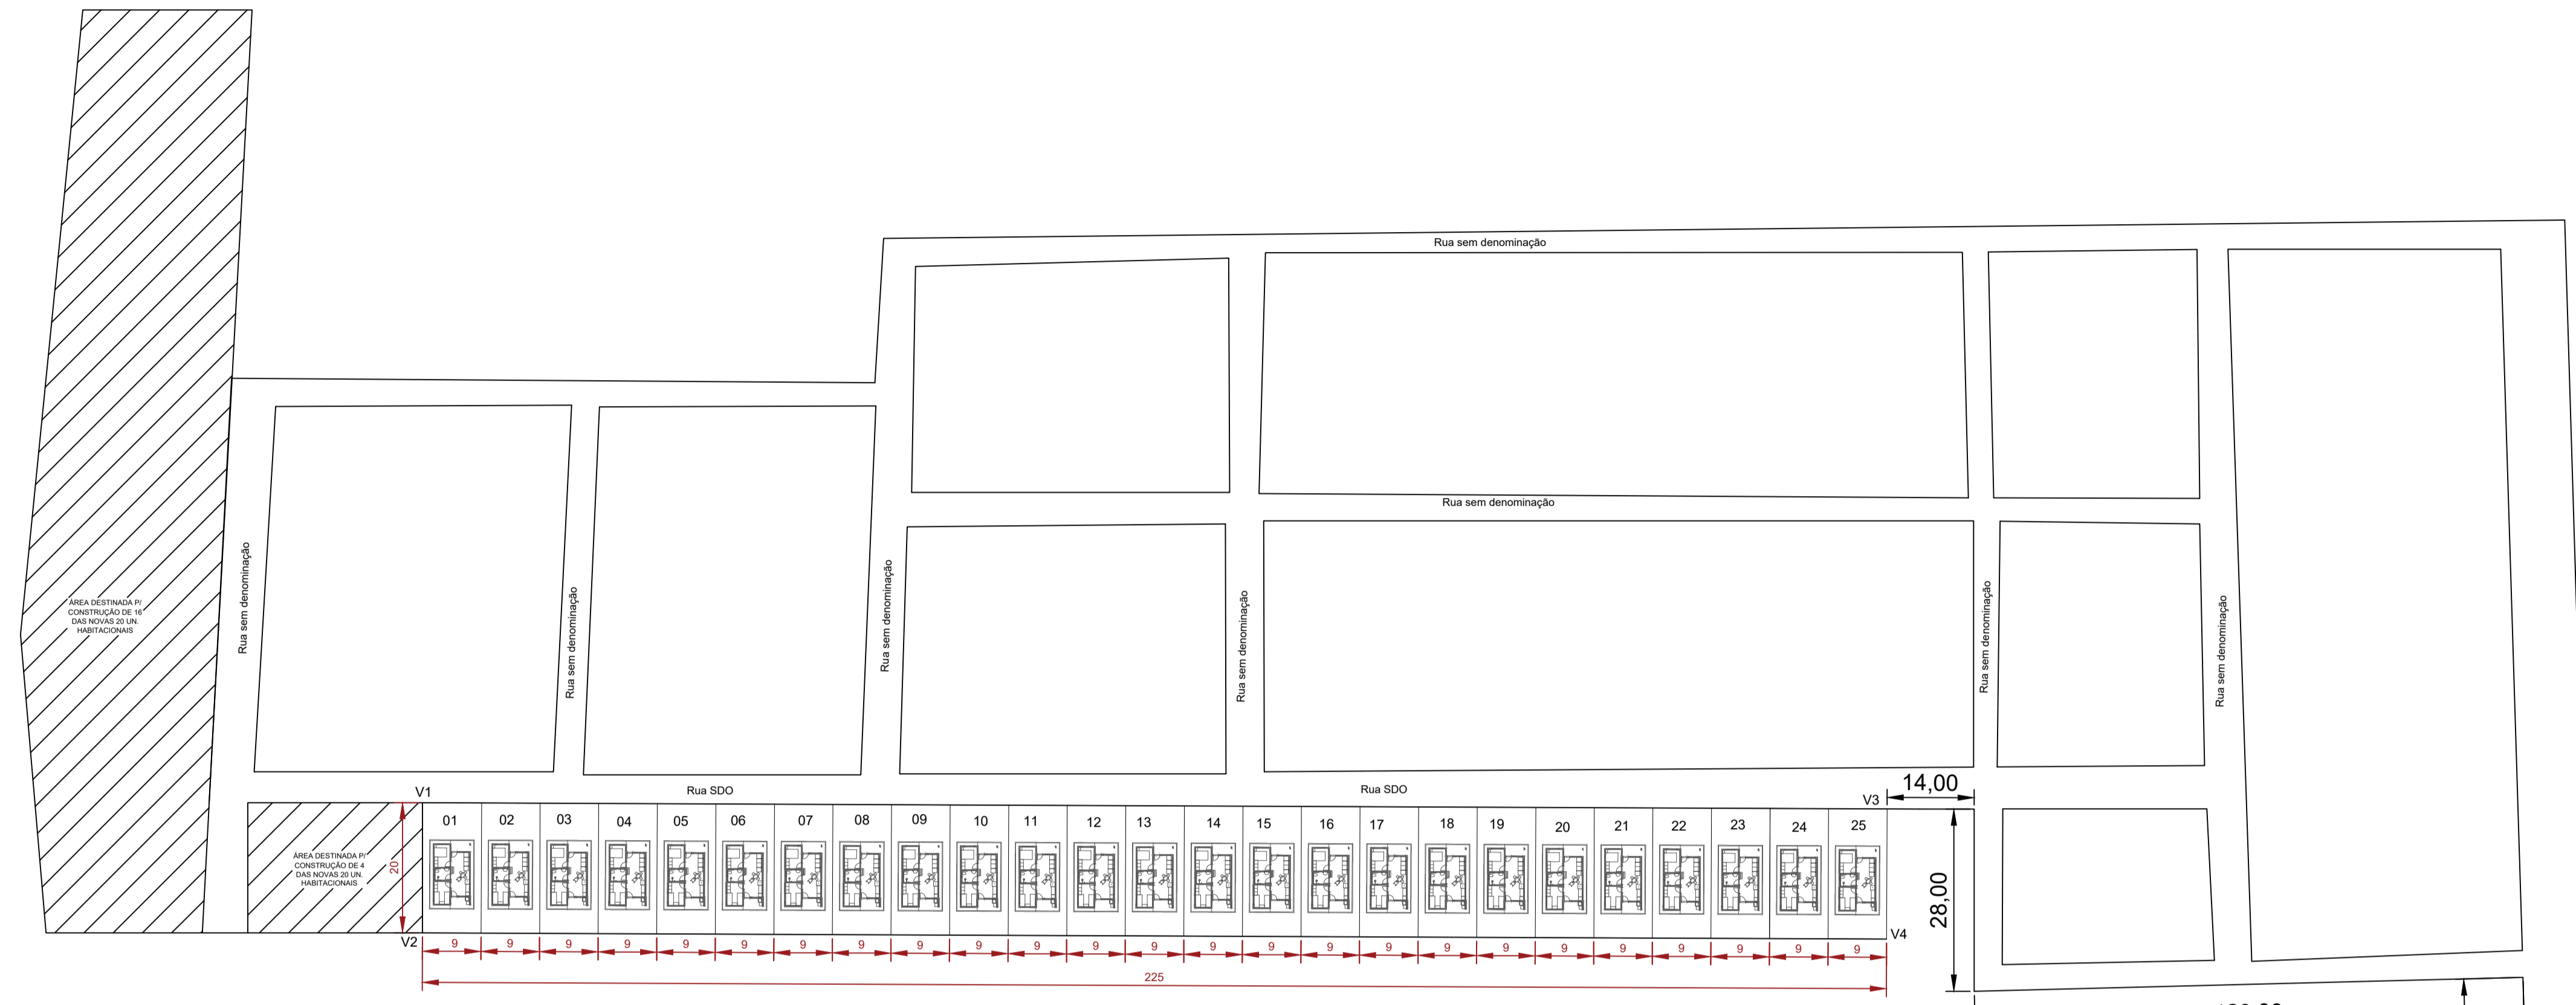 Rua sem denominação
Rua sem denominação
ÁREA DESTINADA P/
CONSTRUÇÃO DE 16
DAS NOVAS 20 UN.
HABITACIONAIS
Rua sem denominação
Rua sem denominação
Rua sem denominação
Rua sem denominação
Rua sem denominação
Rua sem denominação
V1
Rua SDO
Rua SDO
V3
14,00
01 02 03 04 05 06 07 08 09 10 11 12 13 14 15 16 17 18 19 20 21 22 23 24 25
ÁREA DESTINADA P/
CONSTRUÇÃO DE 4
DAS NOVAS 20 UN.
HABITACIONAIS
20
28,00
V2
V4
9 9 9 9 9 9 9 9 9 9 9 9 9 9 9 9 9 9 9 9 9 9 9 9 9
225